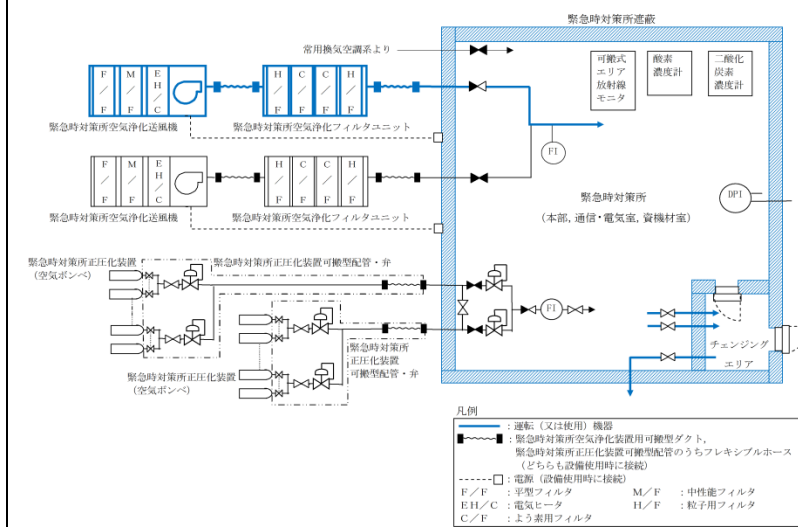 緊急時対策所遮蔽
常用換気空調系より
可搬式
エリア
放射線
モニタ
酸素
濃度計
二酸化
炭素
濃度計
F/F
M/F
EH/C
H/F
C/F
C/F
H/F
緊急時対策所空気浄化送風機
緊急時対策所空気浄化フィルタユニット
FI
F/F
M/F
EH/C
H/F
C/F
C/F
H/F
緊急時対策所空気浄化送風機
緊急時対策所空気浄化フィルタユニット
DPI
緊急時対策所
(本部,通信・電気室,資機材室)
緊急時対策所正圧化装置
(空気ボンベ)
緊急時対策所正圧化装置可搬型配管・弁
FI
チェンジング
エリア
緊急時対策所
正圧化装置
可搬型配管・弁
緊急時対策所正圧化装置
(空気ボンベ)
凡例
:運転(又は使用)機器
:緊急時対策所空気浄化装置用可搬型ダクト,
緊急時対策所正圧化装置可搬型配管のうちフレキシブルホース
(どちらも設備使用時に接続)
:電源(設備使用時に接続)
F/F :平型フィルタ M/F :中性能フィルタ
EH/C :電気ヒータ H/F :粒子用フィルタ
C/F :よう素用フィルタ